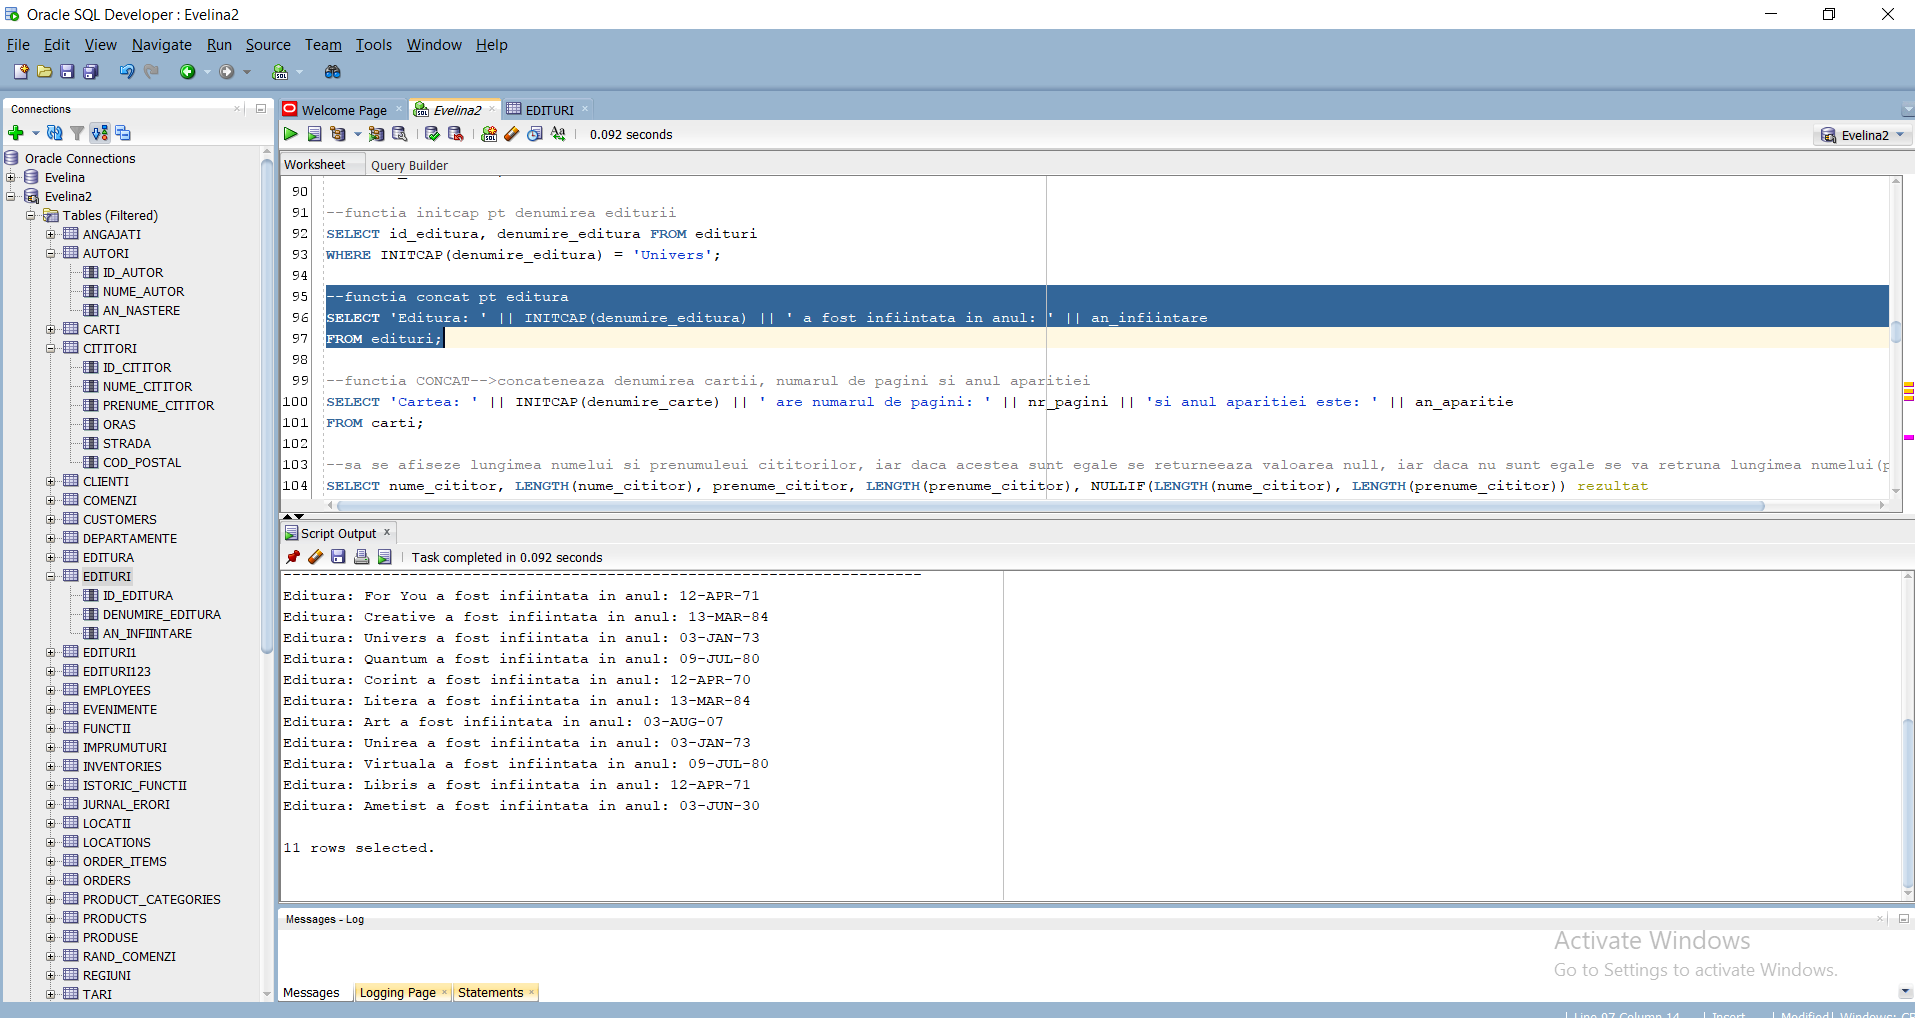 Oracle SQL Developer : Evelina2
File Edit View Navigate Run Source Team Tools Window Help
Connections
Oracle Connections
Evelina
Evelina2
Tables (Filtered)
ANGAJATI
AUTORI
ID_AUTOR
NUME_AUTOR
AN_NASTERE
CARTI
CITITORI
ID_CITITOR
NUME_CITITOR
PRENUME_CITITOR
ORAS
STRADA
COD_POSTAL
CLIENTI
COMENZI
CUSTOMERS
DEPARTAMENTE
EDITURA
EDITURI
ID_EDITURA
DENUMIRE_EDITURA
AN_INFIINTARE
EDITURI1
EDITURI123
EMPLOYEES
EVENIMENTE
FUNCTII
IMPRUMUTURI
INVENTORIES
ISTORIC_FUNCTII
JURNAL_ERORI
LOCATII
LOCATIONS
ORDER_ITEMS
ORDERS
PRODUCT_CATEGORIES
PRODUCTS
PRODUSE
RAND_COMENZI
REGIUNI
TARI
Welcome Page Evelina2 EDITURI
0.092 seconds
Evelina2
Worksheet Query Builder
90
91 --functia initcap pt denumirea editurii
92 SELECT id_editura, denumire_editura FROM edituri
93 WHERE INITCAP(denumire_editura) = 'Univers';
94
95 --functia concat pt editura
96 SELECT 'Editura: ' || INITCAP(denumire_editura) || ' a fost infiintata in anul: ' || an_infiintare
97 FROM edituri;
98
99 --functia CONCAT-->concateneaza denumirea cartii, numarul de pagini si anul aparitiei
100 SELECT 'Cartea: ' || INITCAP(denumire_carte) || ' are numarul de pagini: ' || nr_pagini || 'si anul aparitiei este: ' || an_aparitie
101 FROM carti;
102
103 --sa se afiseze lungimea numelui si prenumuleui cititorilor, iar daca acestea sunt egale se returneeaza valoarea null, iar daca nu sunt egale se va retruna lungimea numelui(p
104 SELECT nume_cititor, LENGTH(nume_cititor), prenume_cititor, LENGTH(prenume_cititor), NULLIF(LENGTH(nume_cititor), LENGTH(prenume_cititor)) rezultat
Script Output
Task completed in 0.092 seconds
-----------------------------------------------------------------------
Editura: For You a fost infiintata in anul: 12-APR-71
Editura: Creative a fost infiintata in anul: 13-MAR-84
Editura: Univers a fost infiintata in anul: 03-JAN-73
Editura: Quantum a fost infiintata in anul: 09-JUL-80
Editura: Corint a fost infiintata in anul: 12-APR-70
Editura: Litera a fost infiintata in anul: 13-MAR-84
Editura: Art a fost infiintata in anul: 03-AUG-07
Editura: Unirea a fost infiintata in anul: 03-JAN-73
Editura: Virtuala a fost infiintata in anul: 09-JUL-80
Editura: Libris a fost infiintata in anul: 12-APR-71
Editura: Ametist a fost infiintata in anul: 03-JUN-30
11 rows selected.
Messages - Log
Activate Windows
Go to Settings to activate Windows.
Messages Logging Page Statements
Line 97 Column 14 Insert Modified Windows: